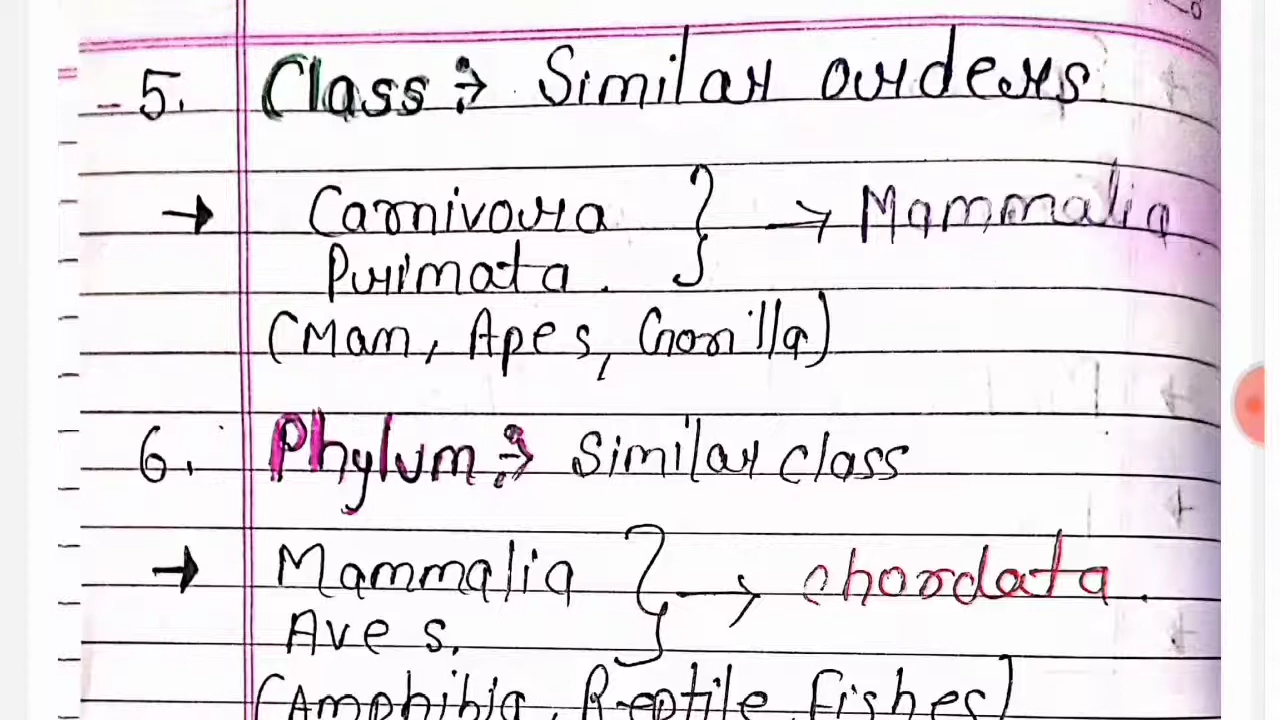 5. Class :→ Similar orders.
→ Carnivora } → Mammalia
Primata.
(Man, Apes, Gorilla)
6. Phylum :→ Similar class
→ Mammalia } → chordata.
Aves.
(Amphibia, Reptile, Fishes)